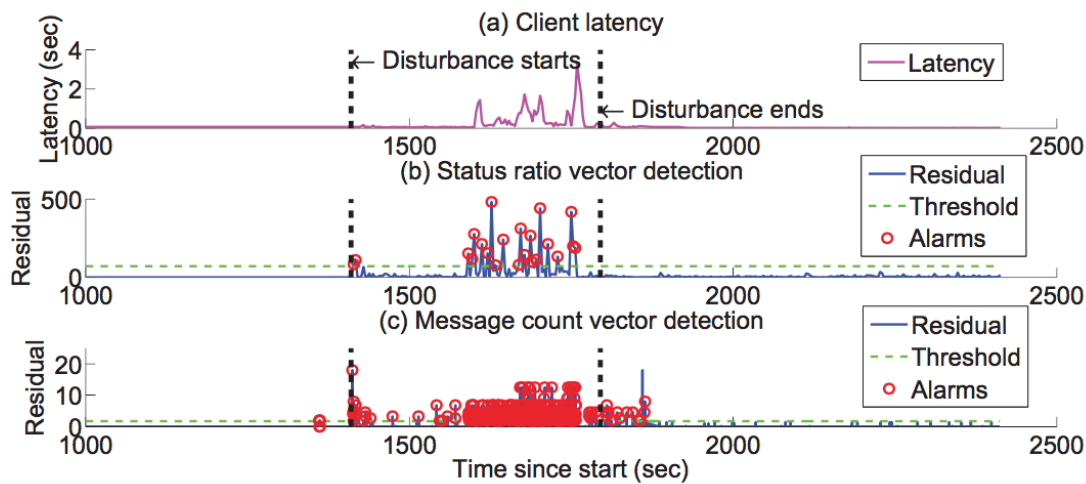 (a) Client latency
Latency (sec)
4
2
0
← Disturbance starts
← Disturbance ends
Latency
1000 1500 2000 2500
(b) Status ratio vector detection
Residual
500
0
Residual
Threshold
Alarms
1000 1500 2000 2500
(c) Message count vector detection
Residual
20
10
0
Residual
Threshold
Alarms
1000 1500 2000 2500
Time since start (sec)